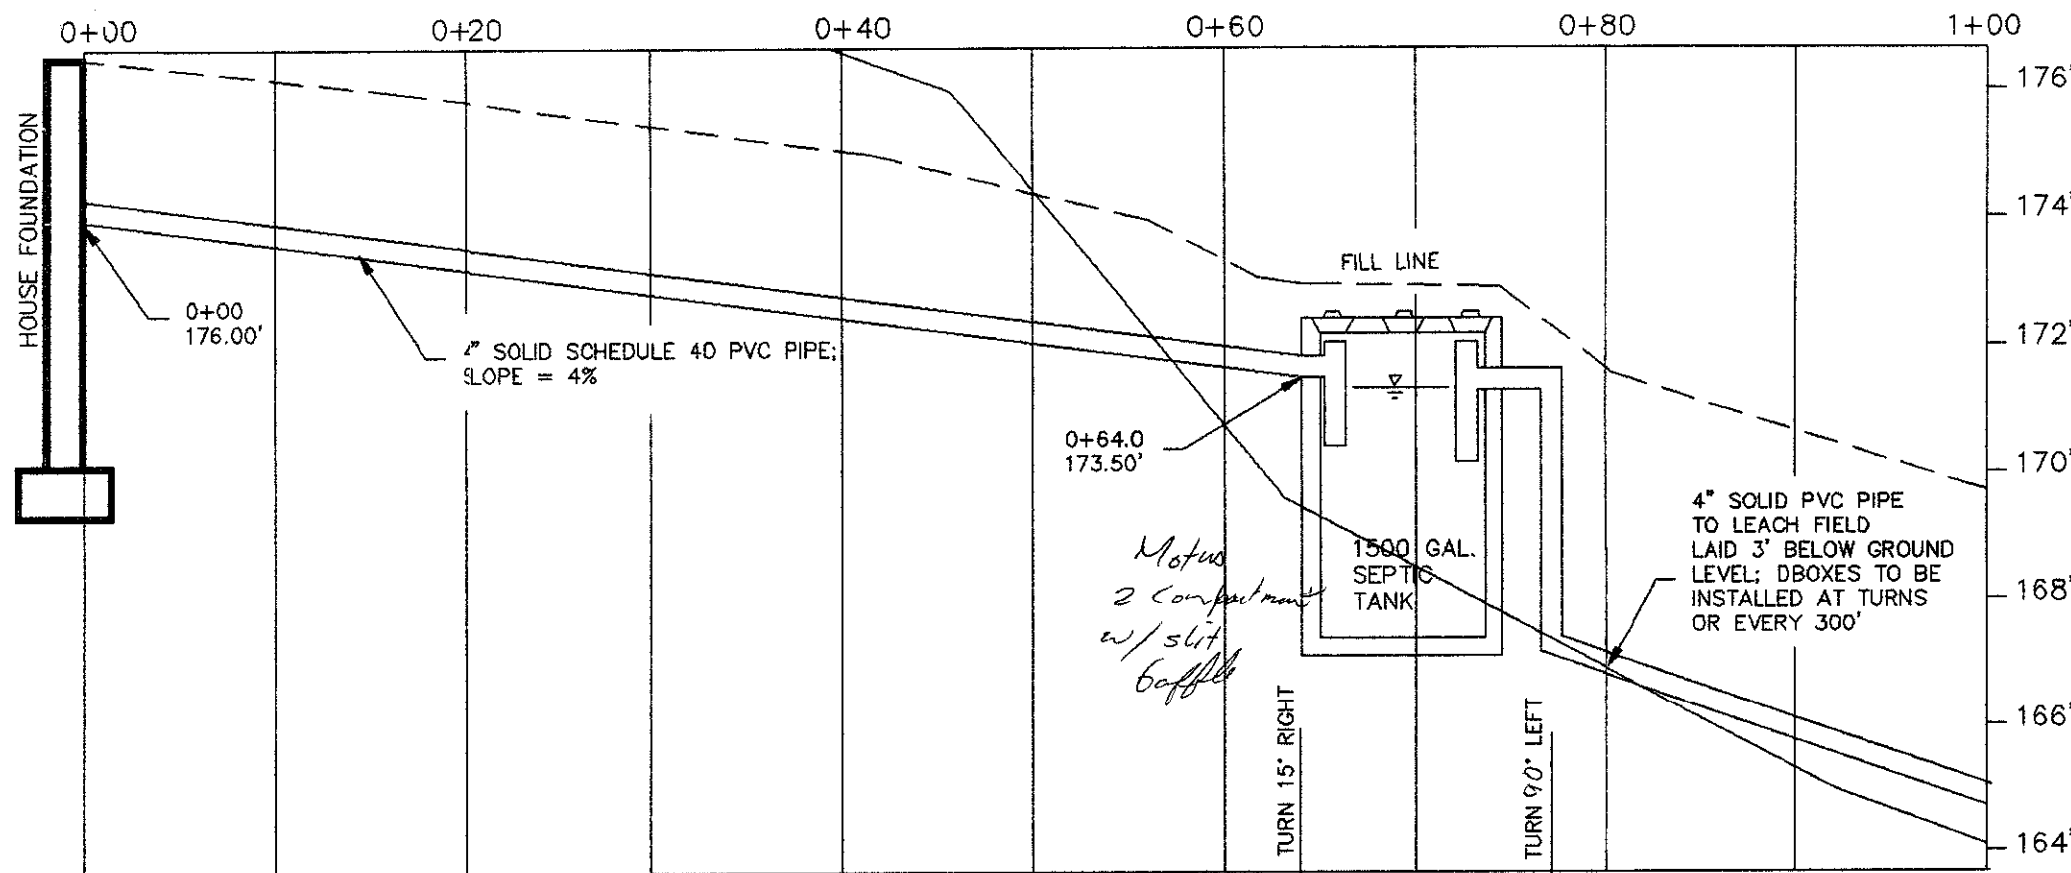 0+00
0+20
0+40
0+60
0+80
1+00
176'
174'
172'
170'
168'
166'
164'
HOUSE FOUNDATION
0+00
176.00'
4" SOLID SCHEDULE 40 PVC PIPE;
SLOPE = 4%
FILL LINE
0+64.0
173.50'
1500 GAL.
SEPTIC
TANK
2 Compartment
w/ slit
baffle
4" SOLID PVC PIPE
TO LEACH FIELD
LAID 3' BELOW GROUND
LEVEL; DBOXES TO BE
INSTALLED AT TURNS
OR EVERY 300'
TURN 15° RIGHT
TURN 90° LEFT